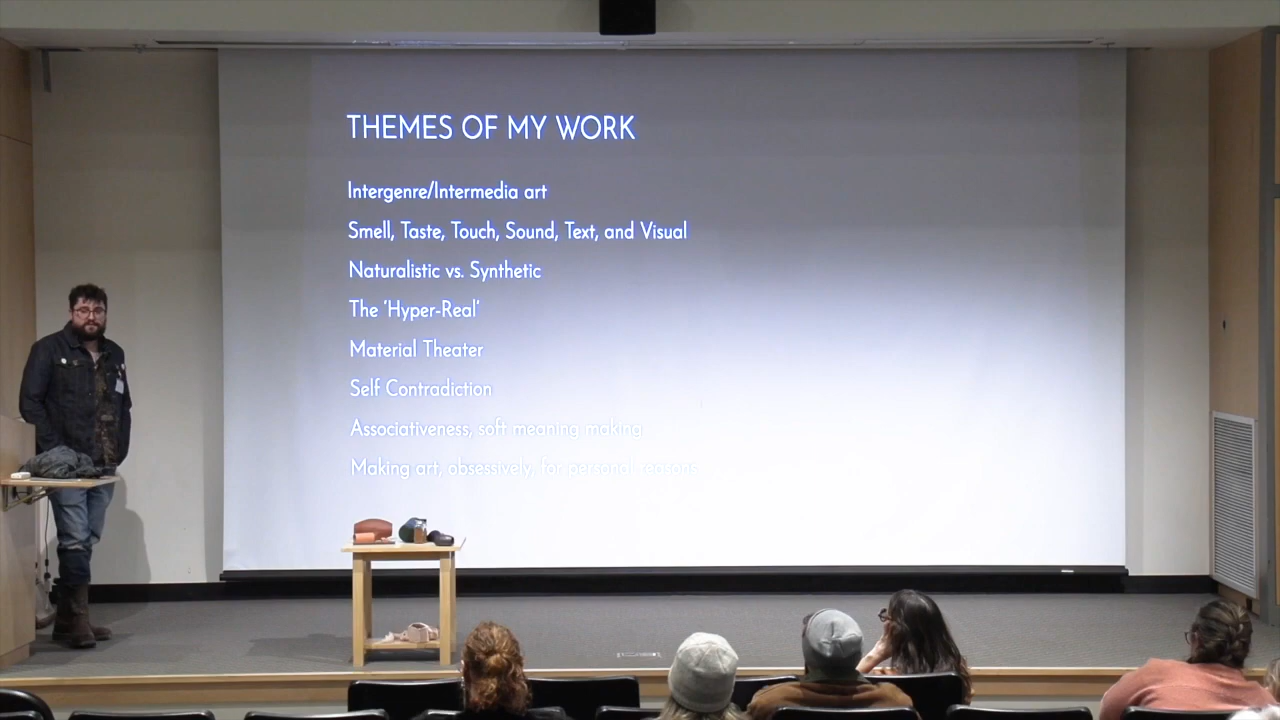 THEMES OF MY WORK
Intergenre/Intermedia art
Smell, Taste, Touch, Sound, Text, and Visual
Naturalistic vs. Synthetic
The 'Hyper-Real'
Material Theater
Self Contradiction
Associativeness, soft meaning making
Making art, obsessively, for personal reasons